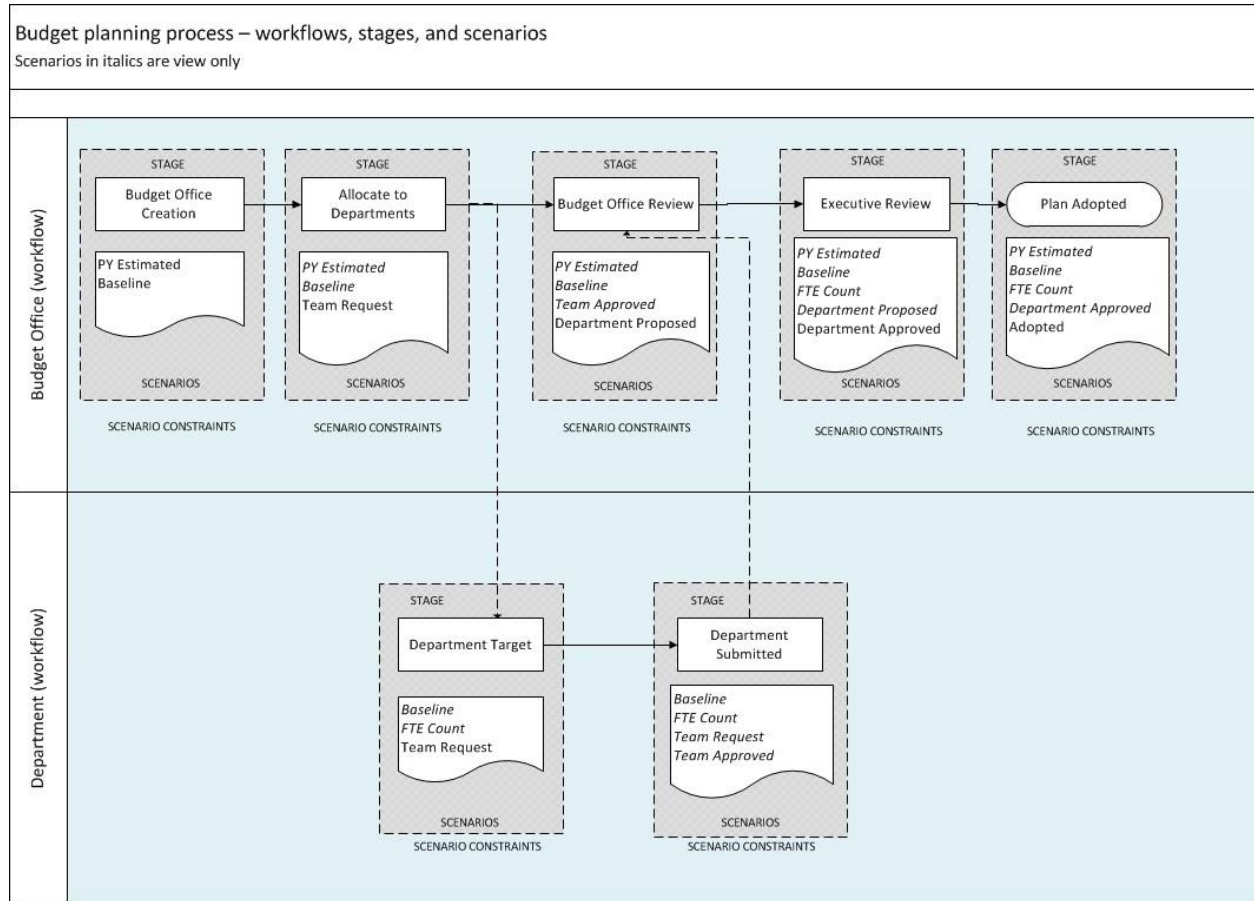 Budget planning process – workflows, stages, and scenarios
Scenarios in italics are view only
Budget Office (workflow)
STAGE
Budget Office
Creation
PY Estimated
Baseline
SCENARIOS
SCENARIO CONSTRAINTS
STAGE
Allocate to
Departments
PY Estimated
Baseline
Team Request
SCENARIOS
SCENARIO CONSTRAINTS
STAGE
Budget Office Review
PY Estimated
Baseline
Team Approved
Department Proposed
SCENARIOS
SCENARIO CONSTRAINTS
STAGE
Executive Review
PY Estimated
Baseline
FTE Count
Department Proposed
Department Approved
SCENARIOS
SCENARIO CONSTRAINTS
STAGE
Plan Adopted
PY Estimated
Baseline
FTE Count
Department Approved
Adopted
SCENARIOS
SCENARIO CONSTRAINTS
Department (workflow)
STAGE
Department Target
Baseline
FTE Count
Team Request
SCENARIOS
SCENARIO CONSTRAINTS
STAGE
Department
Submitted
Baseline
FTE Count
Team Request
Team Approved
SCENARIOS
SCENARIO CONSTRAINTS